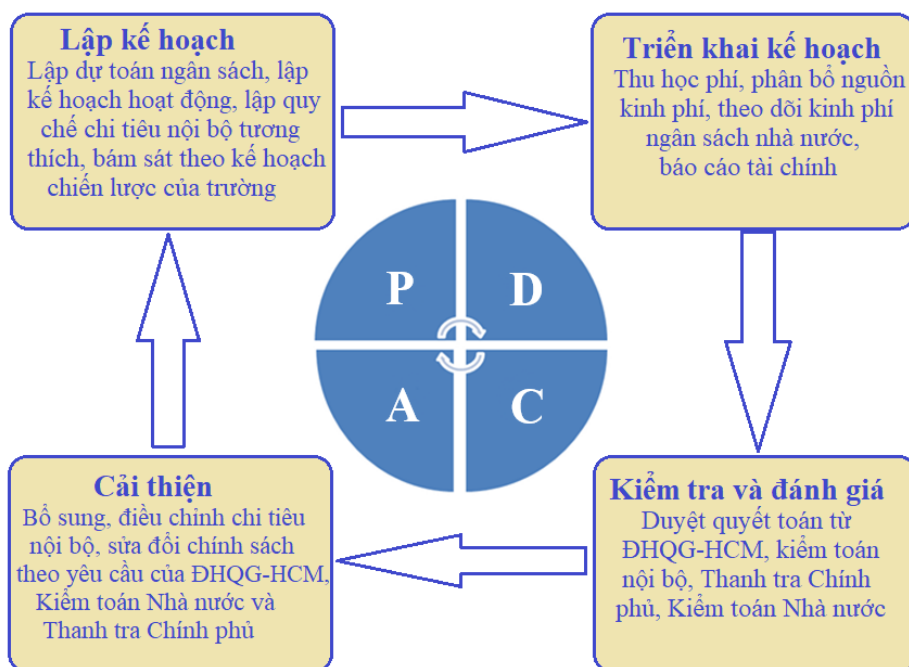 Lập kế hoạch
Lập dự toán ngân sách, lập
kế hoạch hoạt động, lập quy
chế chi tiêu nội bộ tương
thích, bám sát theo kế hoạch
chiến lược của trường
Triển khai kế hoạch
Thu học phí, phân bổ nguồn
kinh phí, theo dõi kinh phí
ngân sách nhà nước,
báo cáo tài chính
P
D
A
C
Cải thiện
Bổ sung, điều chỉnh chi tiêu
nội bộ, sửa đổi chính sách
theo yêu cầu của ĐHQG-HCM,
Kiểm toán Nhà nước và
Thanh tra Chính phủ
Kiểm tra và đánh giá
Duyệt quyết toán từ
ĐHQG-HCM, kiểm toán
nội bộ, Thanh tra Chính
phủ, Kiểm toán Nhà nước